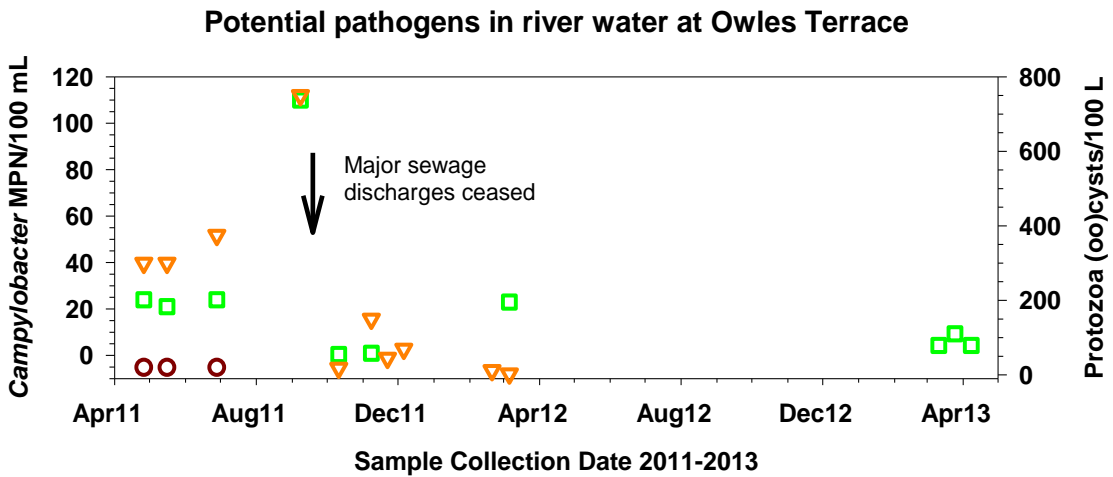 Potential pathogens in river water at Owles Terrace
Campylobacter MPN/100 mL
120
100
80
60
40
20
0
Major sewage
discharges ceased
800
600
400
200
0
Protozoa (oo)cysts/100 L
Apr11
Aug11
Dec11
Apr12
Aug12
Dec12
Apr13
Sample Collection Date 2011-2013